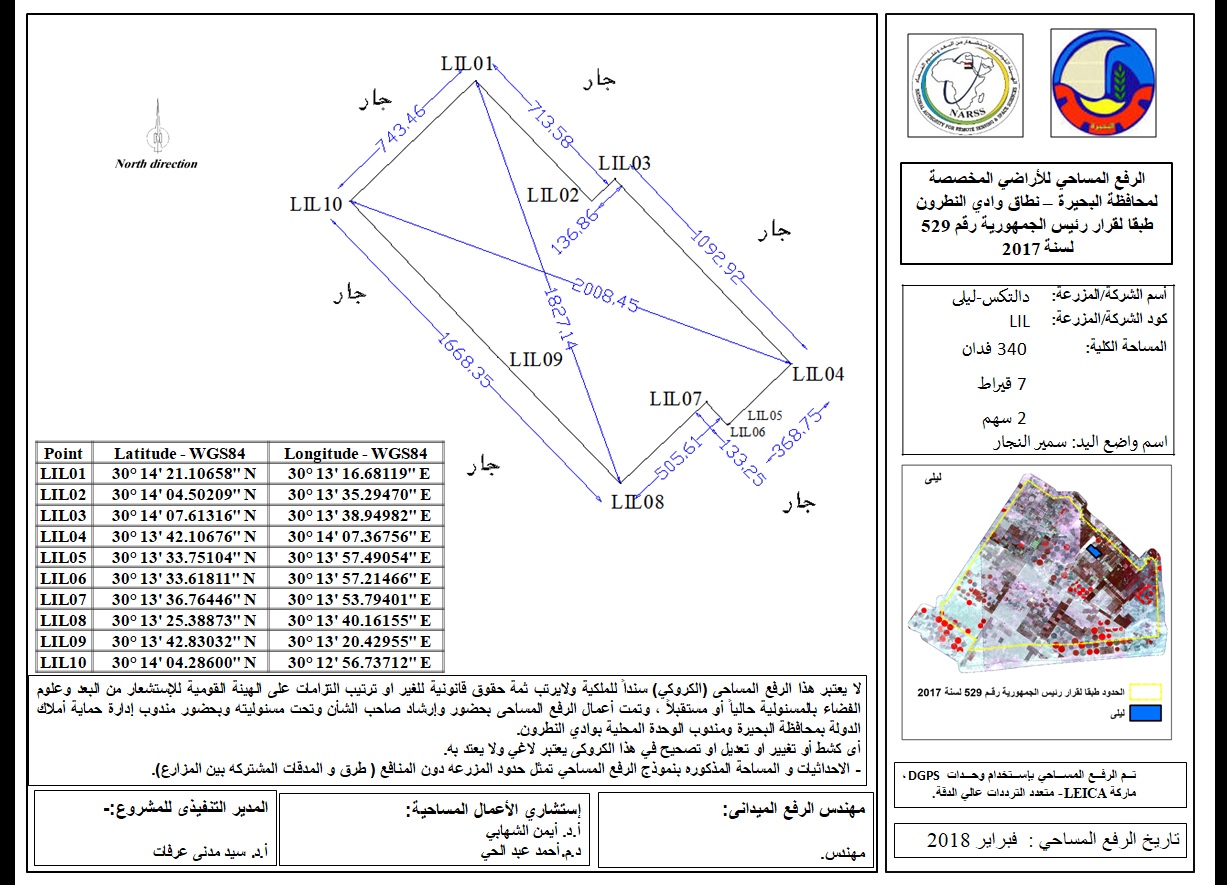 LIL01
جار
جار
743.46
713.58
North direction
LIL03
LIL02
LIL10
136.86
جار
1092.92
2008.45
1827.14
جار
1668.35
LIL09
LIL04
LIL07
LIL05
LIL06
368.75
133.25
505.61
جار
LIL08
جار
Point Latitude - WGS84 Longitude - WGS84
LIL01 30° 14' 21.10658" N 30° 13' 16.68119" E
LIL02 30° 14' 04.50209" N 30° 13' 35.29470" E
LIL03 30° 14' 07.61316" N 30° 13' 38.94982" E
LIL04 30° 13' 42.10676" N 30° 14' 07.36756" E
LIL05 30° 13' 33.75104" N 30° 13' 57.49054" E
LIL06 30° 13' 33.61811" N 30° 13' 57.21466" E
LIL07 30° 13' 36.76446" N 30° 13' 53.79401" E
LIL08 30° 13' 25.38873" N 30° 13' 40.16155" E
LIL09 30° 13' 42.83032" N 30° 13' 20.42955" E
LIL10 30° 14' 04.28600" N 30° 12' 56.73712" E
لا يعتبر هذا الرفع المساحى (الكروكي) سنداً للملكية ولايرتب ثمة حقوق قانونية للغير او ترتيب التزامات على الهيئة القومية للإستشعار من البعد وعلوم
الفضاء بالمسئولية حالياً أو مستقبلاً ، وتمت أعمال الرفع المساحى بحضور وإرشاد صاحب الشأن وتحت مسئوليته وبحضور مندوب إدارة حماية أملاك
الدولة بمحافظة البحيرة ومندوب الوحدة المحلية بوادي النطرون.
أى كشط أو تغيير او تعديل او تصحيح في هذا الكروكى يعتبر لاغي ولا يعتد به.
- الاحداثيات و المساحة المذكوره بنموذج الرفع المساحي تمثل حدود المزرعه دون المنافع ( طرق و المدقات المشتركه بين المزارع).
مهندس الرفع الميدانى:
مهندس.
إستشاري الأعمال المساحية:
أ.د. أيمن الشهابي
د.م.أحمد عبد الحي
المدير التنفيذى للمشروع:-
أ.د. سيد مدنى عرفات
NARSS
NATIONAL AUTHORITY FOR REMOTE SENSING & SPACE SCIENCES
البحيرة
الرفع المساحي للأراضي المخصصة
لمحافظة البحيرة – نطاق وادي النطرون
طبقا لقرار رئيس الجمهورية رقم 529
لسنة 2017
أسم الشركة/المزرعة: دالتكس-ليلى
كود الشركة/المزرعة: LIL
المساحة الكلية: 340 فدان
7 قيراط
2 سهم
اسم واضع اليد: سمير النجار
ليلى
الحدود طبقا لقرار رئيس الجمهورية رقم 529 لسنة 2017
ليلى
تـم الرفـع المســاحي بإستـخدام وحـدات DGPS ،
ماركة LEICA- متعدد الترددات عالي الدقة.
تاريخ الرفع المساحي : فبراير 2018